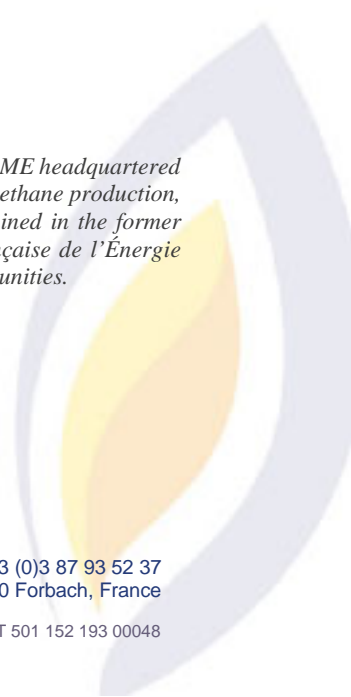 ME headquartered
ethane production,
ined in the former
nçaise de l'Énergie
unities.
3 (0)3 87 93 52 37
0 Forbach, France
T 501 152 193 00048